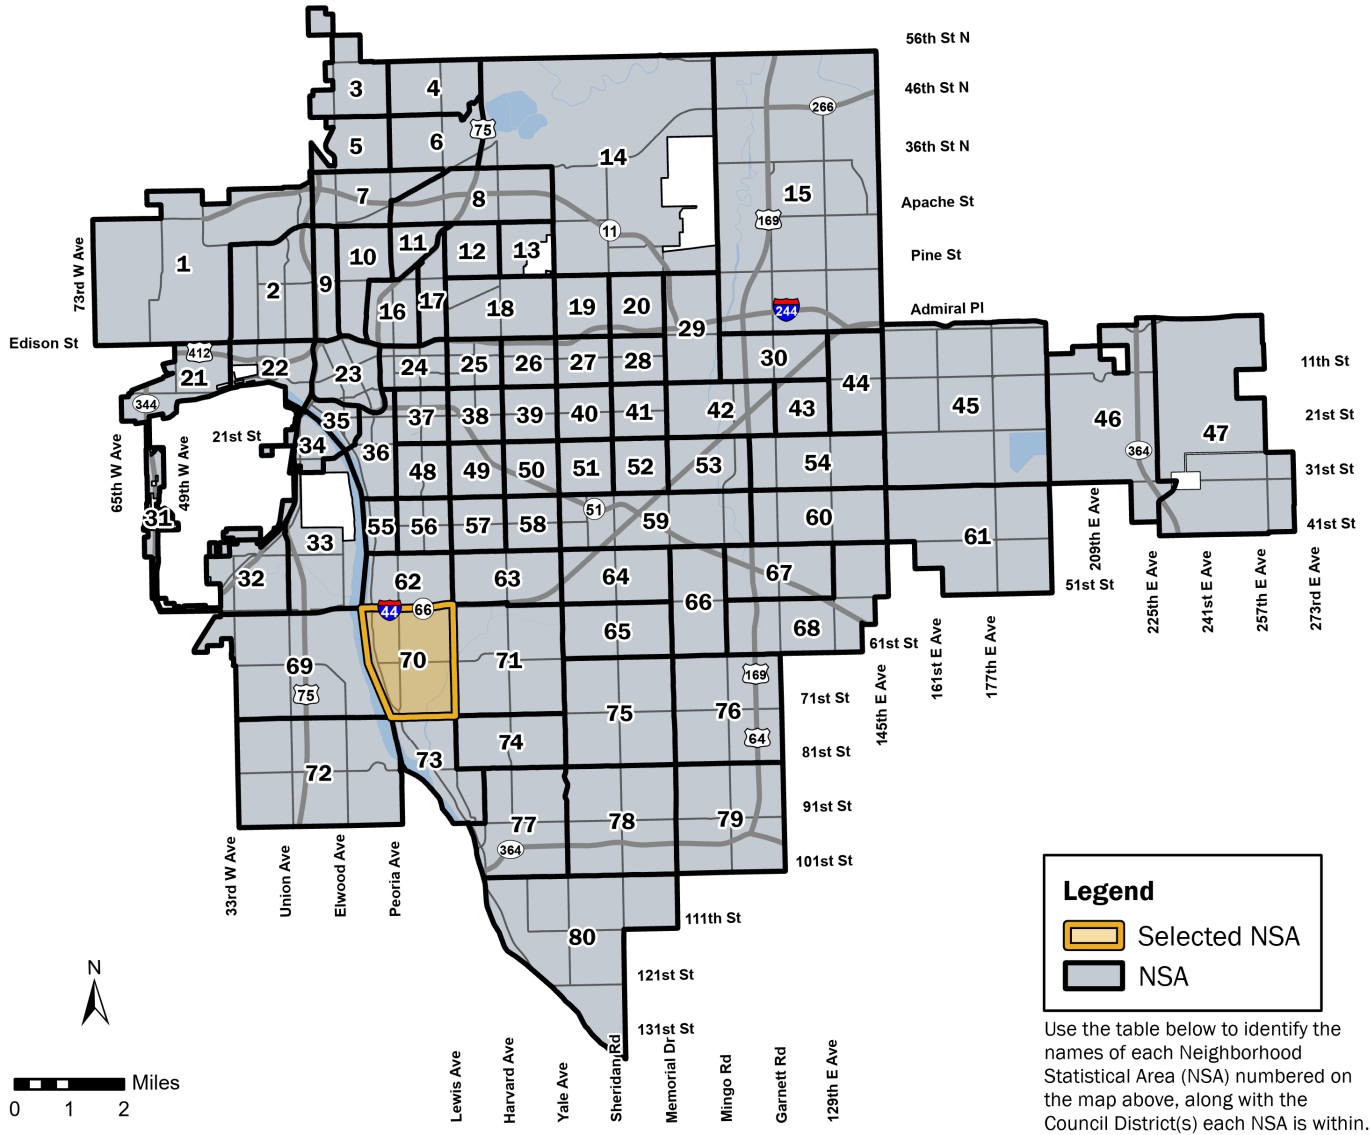 56th St N
46th St N
36th St N
Apache St
Pine St
Admiral Pl
11th St
21st St
31st St
41st St
51st St
61st St
71st St
81st St
91st St
101st St
111th St
121st St
131st St
Edison St
21st St
73rd W Ave
65th W Ave
49th W Ave
33rd W Ave
Union Ave
Elwood Ave
Peoria Ave
Lewis Ave
Harvard Ave
Yale Ave
Sheridan Rd
Memorial Dr
Mingo Rd
Garnett Rd
129th E Ave
145th E Ave
161st E Ave
177th E Ave
209th E Ave
225th E Ave
241st E Ave
257th E Ave
273rd E Ave
1
2
3
4
5
6
7
8
9
10
11
12
13
14
15
16
17
18
19
20
21
22
23
24
25
26
27
28
29
30
31
32
33
34
35
36
37
38
39
40
41
42
43
44
45
46
47
48
49
50
51
52
53
54
55
56
57
58
59
60
61
62
63
64
65
66
67
68
69
70
71
72
73
74
75
76
77
78
79
80
75
266
169
11
244
412
344
364
51
44
66
75
169
64
364
N
Miles
0 1 2
Legend
Selected NSA
NSA
Use the table below to identify the
names of each Neighborhood
Statistical Area (NSA) numbered on
the map above, along with the
Council District(s) each NSA is within.